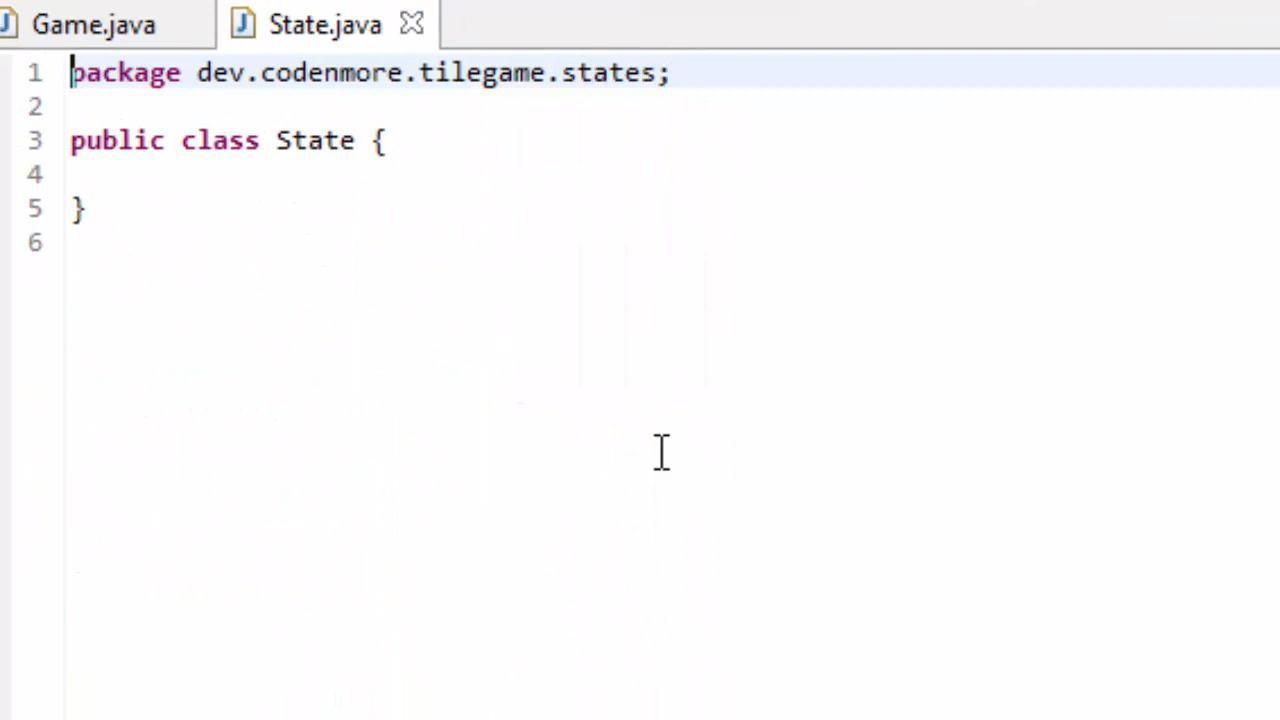 Game.java State.java
1 package dev.codenmore.tilegame.states;
2
3 public class State {
4
5 }
6